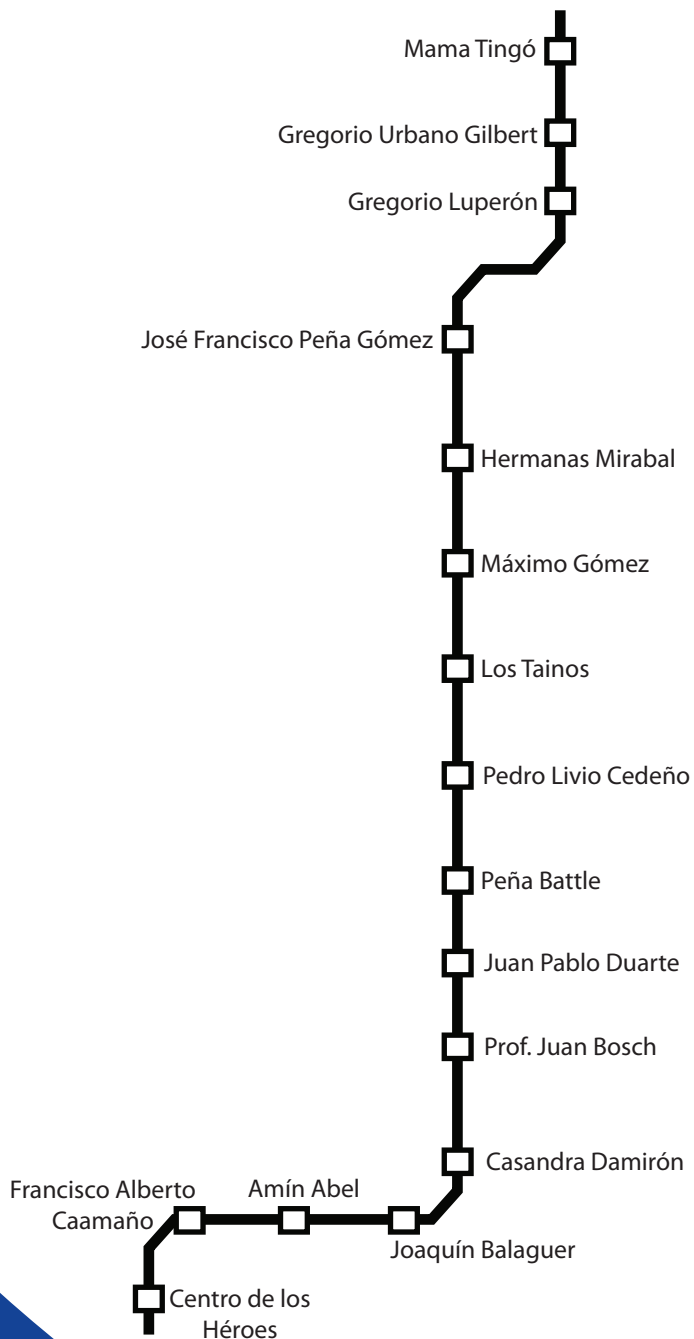 Mama Tingó
Gregorio Urbano Gilbert
Gregorio Luperón
José Francisco Peña Gómez
Hermanas Mirabal
Máximo Gómez
Los Tainos
Pedro Livio Cedeño
Peña Battle
Juan Pablo Duarte
Prof. Juan Bosch
Casandra Damirón
Francisco Alberto
Caamaño
Amín Abel
Joaquín Balaguer
Centro de los
Héroes